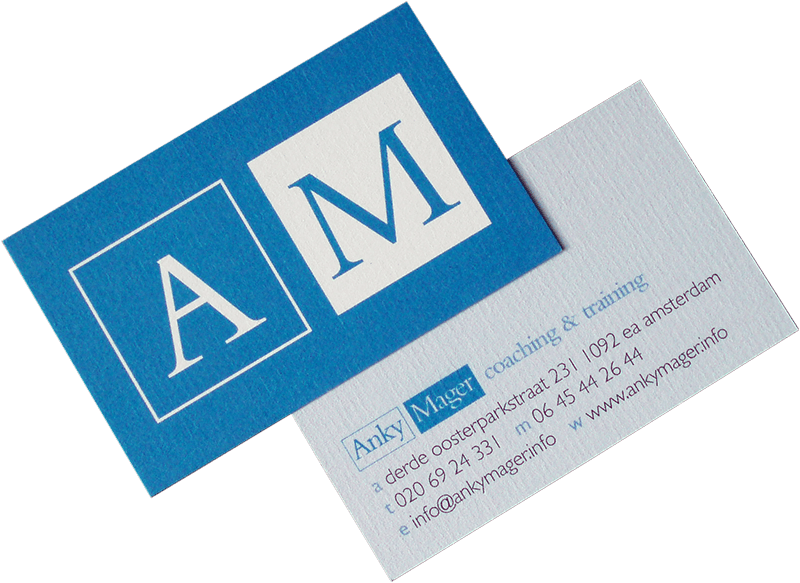 A M
Anky Mager coaching & training
a derde oosterparkstraat 231 1092 ea amsterdam
t 020 69 24 331 m 06 45 44 26 44
e info@ankymager.info w www.ankymager.info